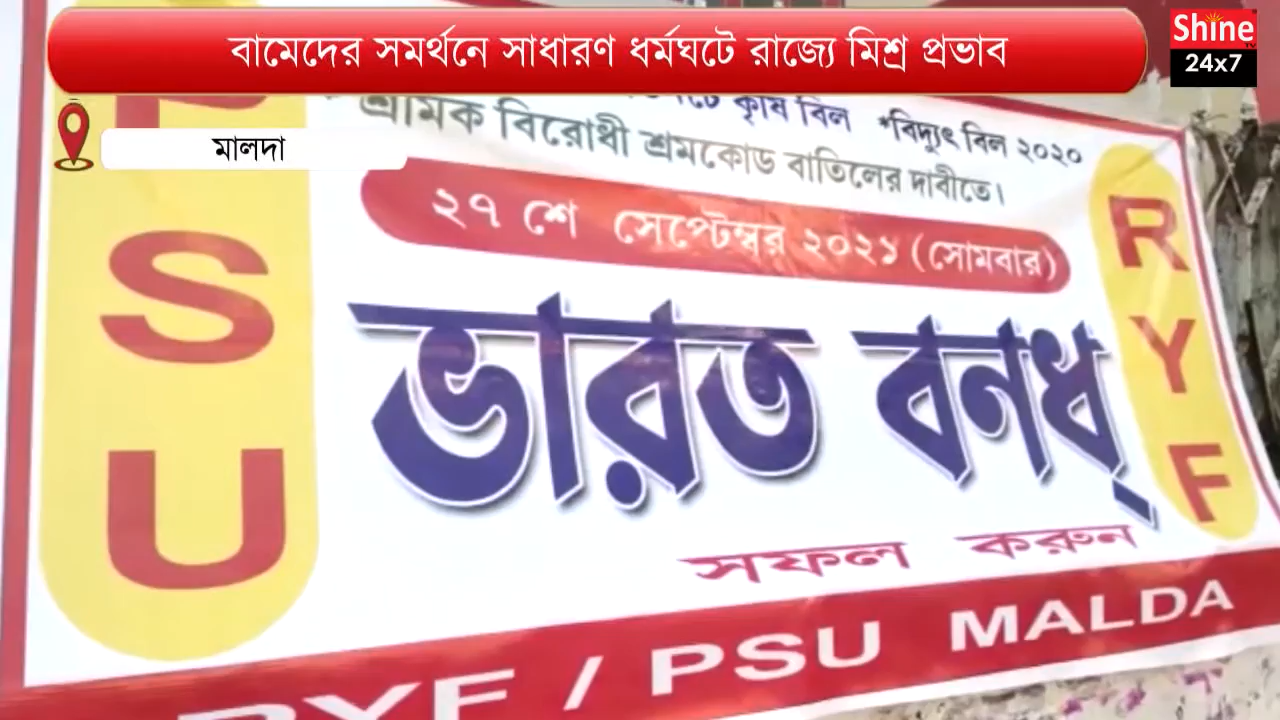 বামেদের সমর্থনে সাধারণ ধর্মঘটে রাজ্যে মিশ্র প্রভাব
Shine
TV
24x7
মালদা
কৃষি বিল *বিদ্যুৎ বিল ২০২০
শ্রমিক বিরোধী শ্রমকোড বাতিলের দাবীতে।
২৭ শে সেপ্টেম্বর ২০২১ (সোমবার)
ভারত বনধ্
সফল করুন
PSU
RYF
RYF / PSU MALDA